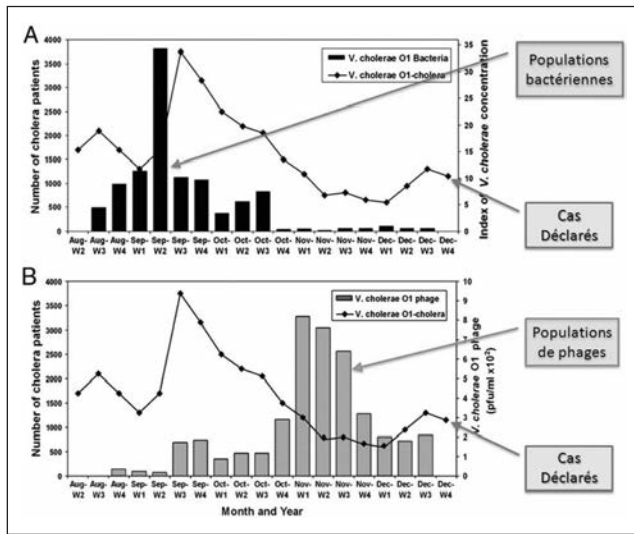 A
Number of cholera patients
4000
3500
3000
2500
2000
1500
1000
500
0
V. cholerae O1 Bacteria
V. cholerae O1-cholera
35
30
25
20
15
10
5
0
Index of V. cholerae concentration
Aug-W2 Aug-W3 Aug-W4 Sep-W1 Sep-W2 Sep-W3 Sep-W4 Oct-W1 Oct-W2 Oct-W3 Oct-W4 Nov-W1 Nov-W2 Nov-W3 Nov-W4 Dec-W1 Dec-W2 Dec-W3 Dec-W4
Populations
bactériennes
Cas
Déclarés
B
Number of cholera patients
4000
3500
3000
2500
2000
1500
1000
500
0
V. cholerae O1 phage
V. cholerae O1-cholera
10
9
8
7
6
5
4
3
2
1
0
V. cholerae O1 phage
(pfu/ml x10²)
Aug-W2 Aug-W3 Aug-W4 Sep-W1 Sep-W2 Sep-W3 Sep-W4 Oct-W1 Oct-W2 Oct-W3 Oct-W4 Nov-W1 Nov-W2 Nov-W3 Nov-W4 Dec-W1 Dec-W2 Dec-W3 Dec-W4
Month and Year
Populations
de phages
Cas
Déclarés